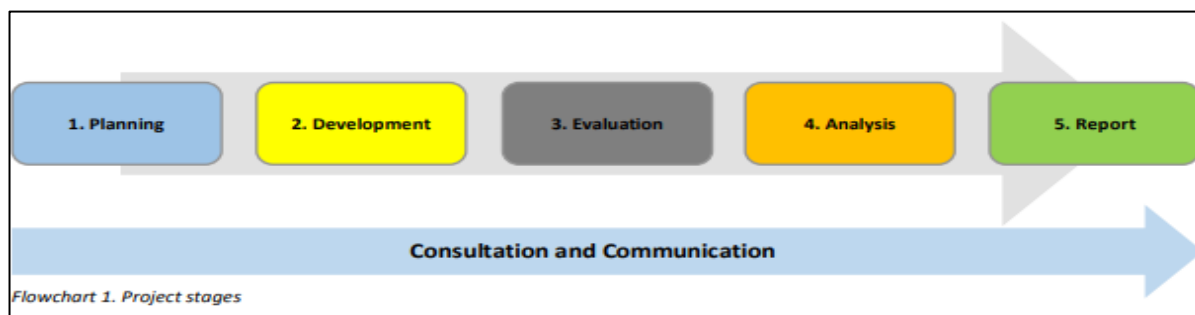 1. Planning
2. Development
3. Evaluation
4. Analysis
5. Report
Consultation and Communication
Flowchart 1. Project stages